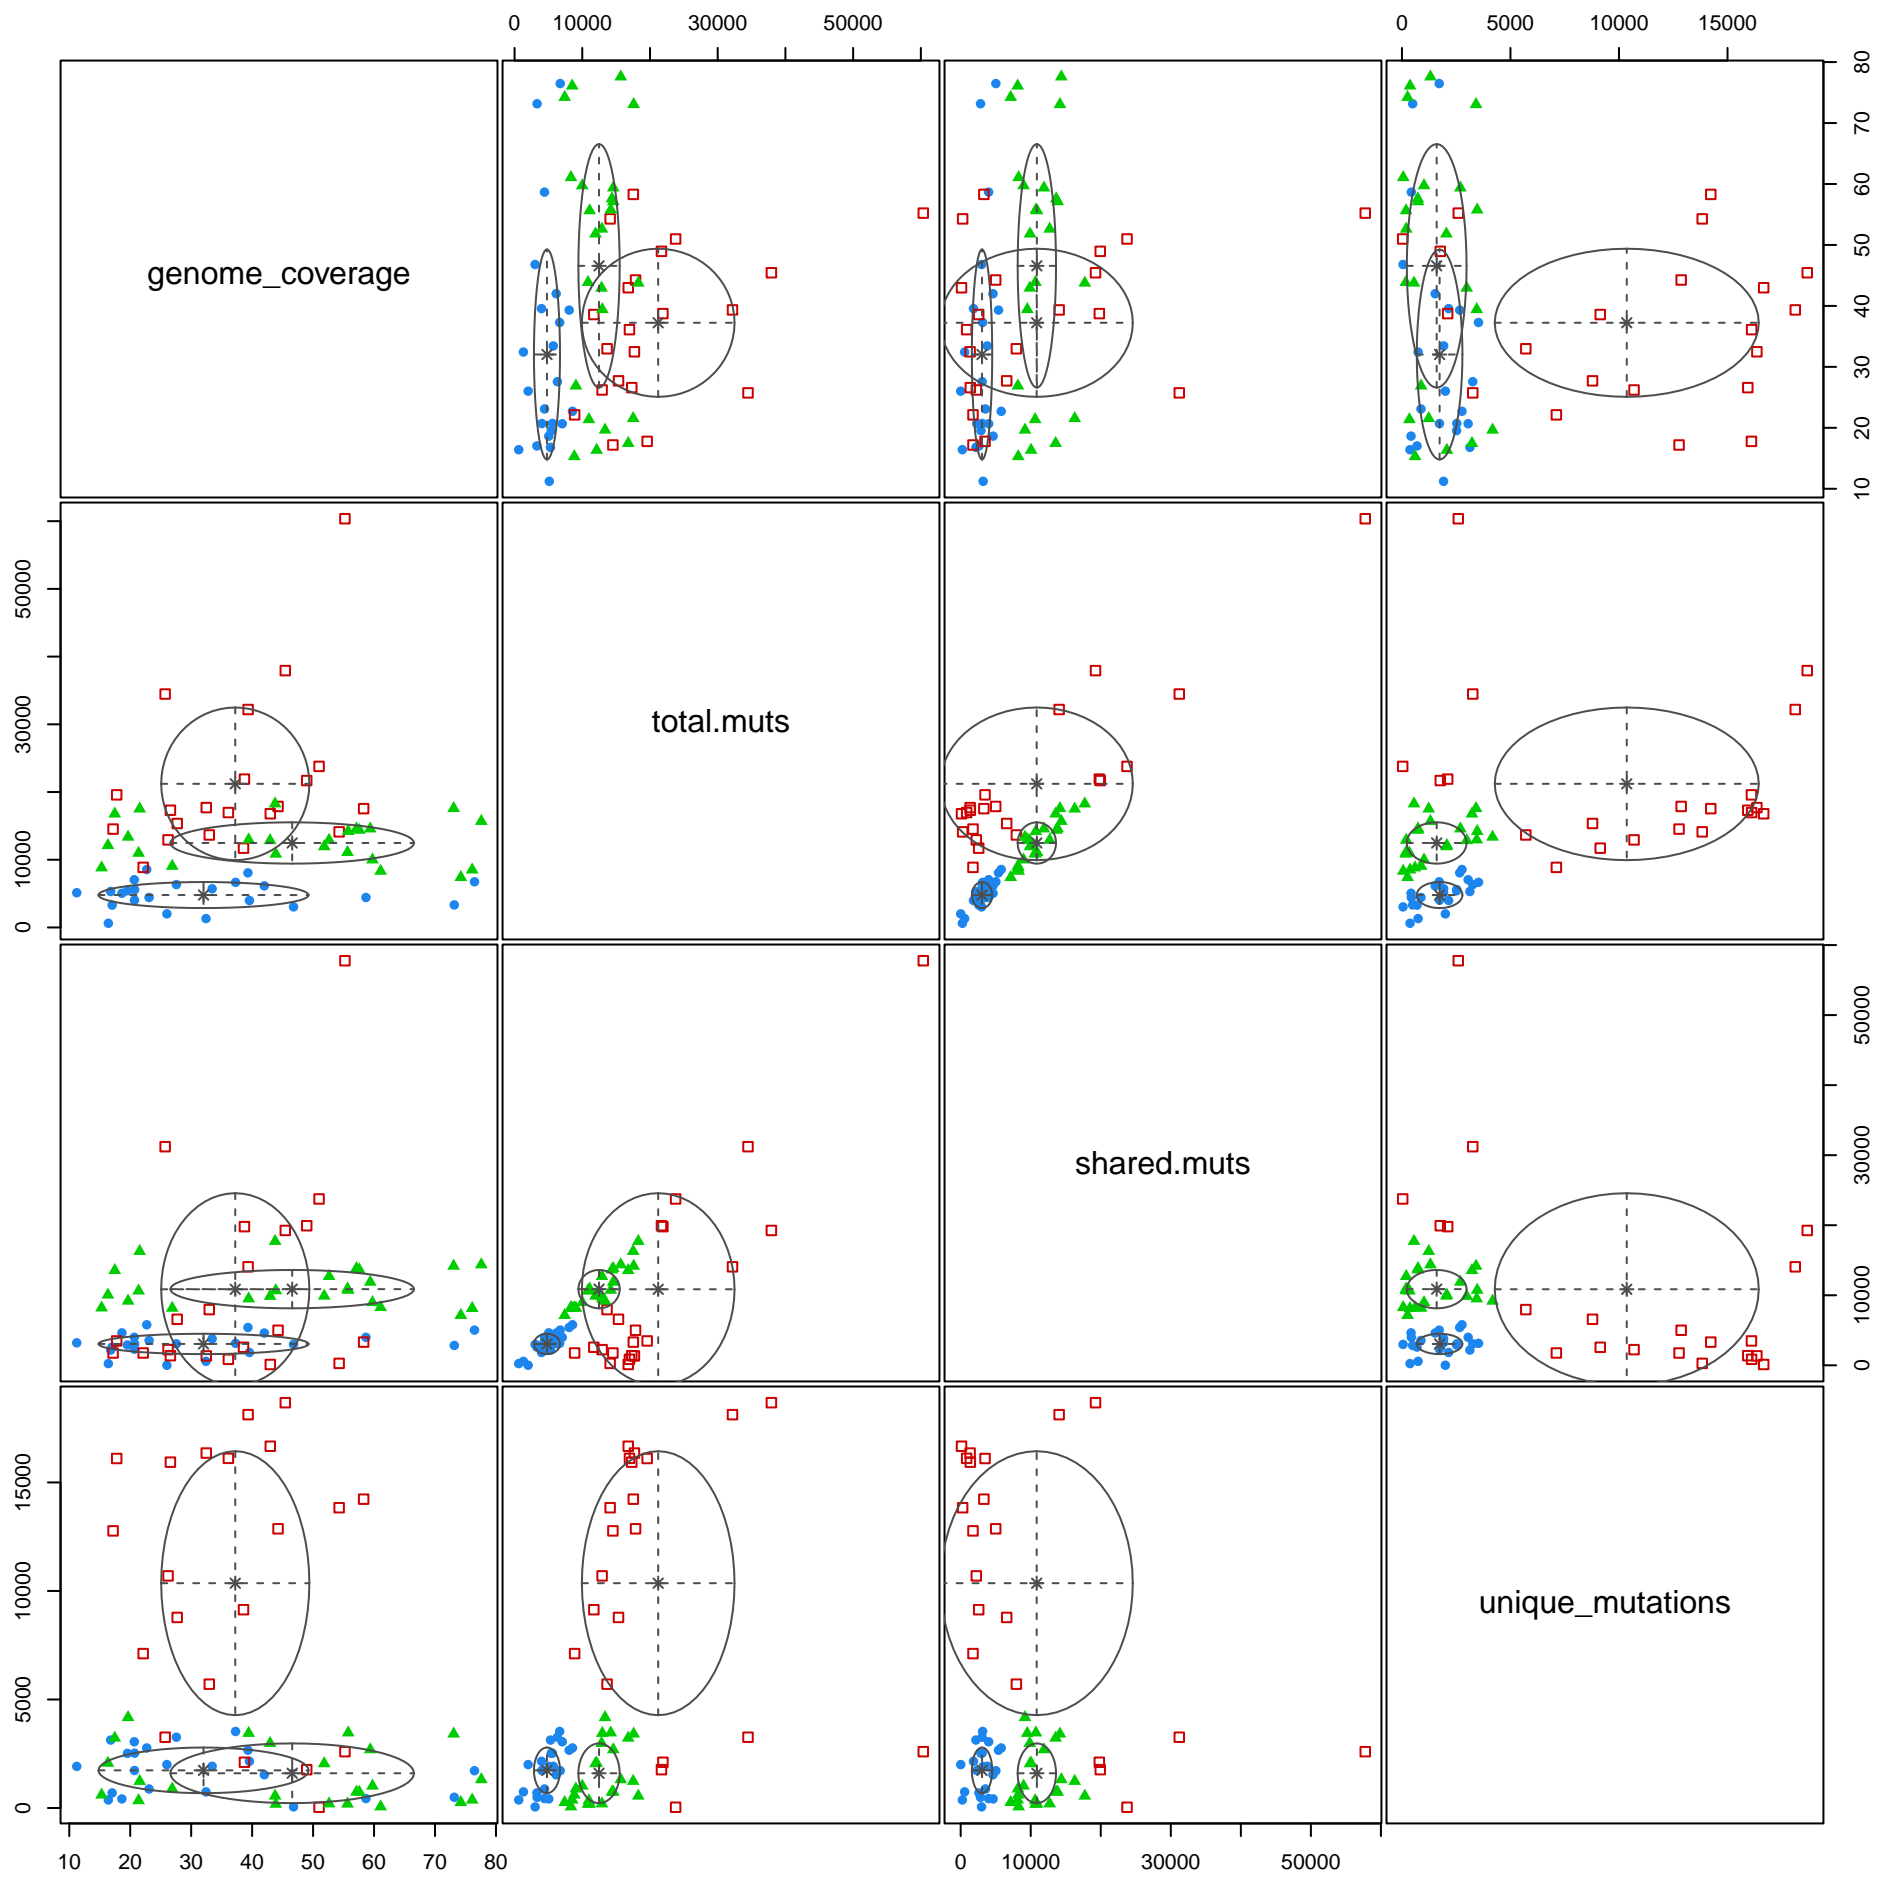 0 10000 30000 50000 0 5000 10000 15000
genome_coverage
10 20 30 40 50 60 70 80
0 10000 30000 50000
total.muts
shared.muts
0 10000 30000 50000
0 5000 10000 15000
unique_mutations
10 20 30 40 50 60 70 80 0 10000 30000 50000